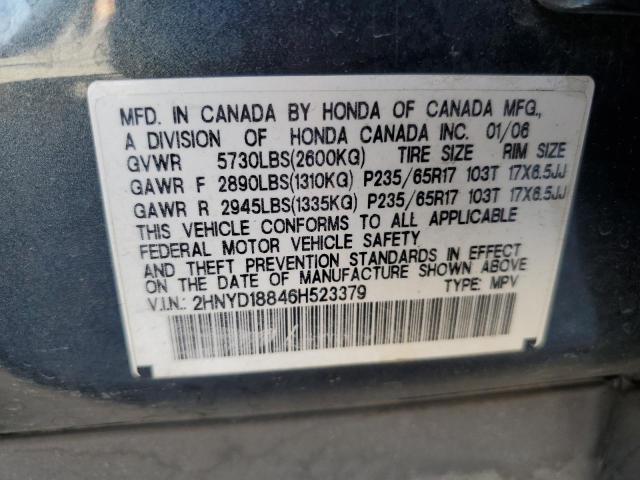 MFD. IN CANADA BY HONDA OF CANADA MFG.,
A DIVISION OF HONDA CANADA INC. 01/06
GVWR 5730LBS(2600KG) TIRE SIZE RIM SIZE
GAWR F 2890LBS(1310KG) P235/65R17 103T 17X6.5JJ
GAWR R 2945LBS(1335KG) P235/65R17 103T 17X6.5JJ
THIS VEHICLE CONFORMS TO ALL APPLICABLE
FEDERAL MOTOR VEHICLE SAFETY
AND THEFT PREVENTION STANDARDS IN EFFECT
ON THE DATE OF MANUFACTURE SHOWN ABOVE.
V.I.N.: 2HNYD18846H523379 TYPE: MPV